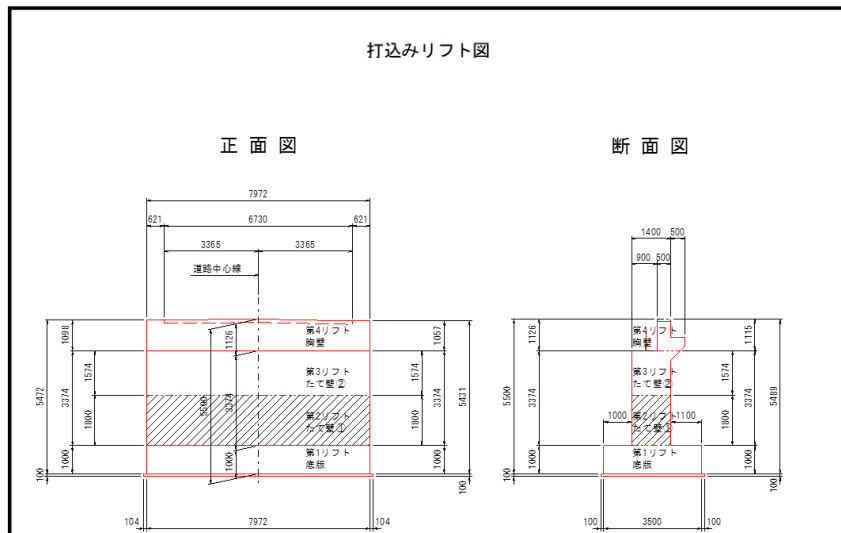 打込みリフト図
正面図
断面図
7972
621
6730
621
3365
3365
道路中心線
1400
500
900
500
5472
1098
3374
1574
1800
1000
100
1126
5500
3374
1000
第4リフト
胸壁
第3リフト
たて壁②
第2リフト
たて壁①
第1リフト
底版
1574
1800
1057
3374
1000
5431
100
104
7972
104
5500
1126
3374
1000
100
第4リフト
胸壁
第3リフト
たて壁②
1000
第2リフト
1100
たて壁①
第1リフト
底版
1574
1800
1115
3374
1000
5489
100
100
3500
100